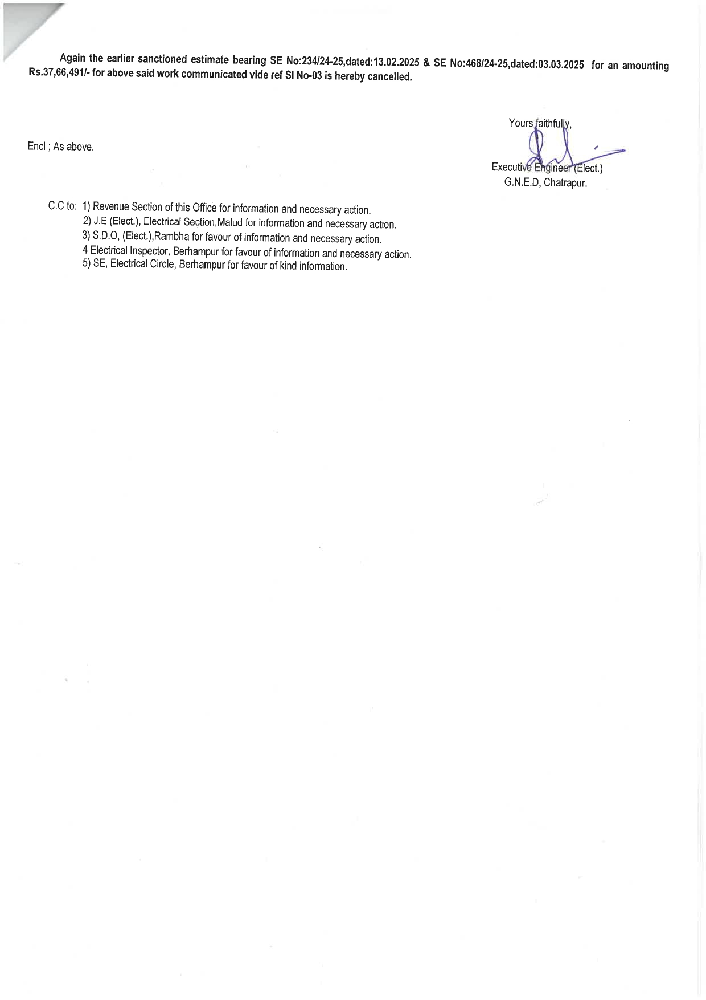 Again the earlier sanctioned estimate bearing SE No:234/24-25,dated:13.02.2025 & SE No:468/24-25,dated:03.03.2025 for an amounting
Rs.37,66,491/- for above said work communicated vide ref SI No-03 is hereby cancelled.
Yours faithfully,
Encl ; As above.
Executive Engineer (Elect.)
G.N.E.D, Chatrapur.
C.C to: 1) Revenue Section of this Office for information and necessary action.
2) J.E (Elect.), Electrical Section,Malud for information and necessary action.
3) S.D.O, (Elect.),Rambha for favour of information and necessary action.
4 Electrical Inspector, Berhampur for favour of information and necessary action.
5) SE, Electrical Circle, Berhampur for favour of kind information.